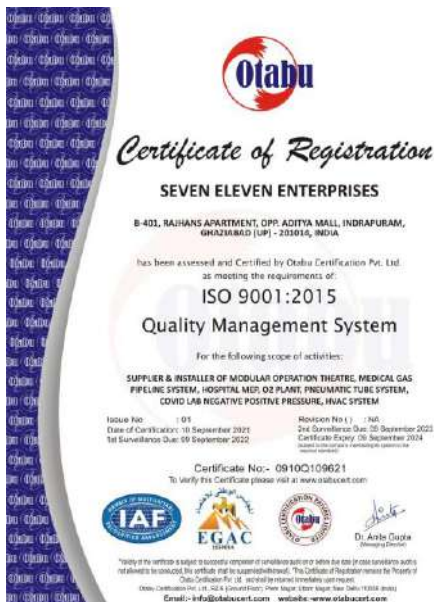 Otabu
Certificate of Registration
SEVEN ELEVEN ENTERPRISES
B-401, RAJHANS APARTMENT, OPP. ADITYA MALL, INDRAPURAM,
GHAZIABAD (UP) - 201014, INDIA
has been assessed and Certified by Otabu Certification Pvt. Ltd.
as meeting the requirements of:
ISO 9001:2015
Quality Management System
For the following scope of activities:
SUPPLIER & INSTALLER OF MODULAR OPERATION THEATRE, MEDICAL GAS
PIPELINE SYSTEM, HOSPITAL MEP, O2 PLANT, PNEUMATIC TUBE SYSTEM,
COVID LAB NEGATIVE POSITIVE PRESSURE, HVAC SYSTEM
Issue No : 01
Revision No ( ) : NA
Date of Certification: 10 September 2021
2nd Surveillance Due: 09 September 2023
1st Surveillance Due: 09 September 2022
Certificate Expiry: 09 September 2024
Certificate No:- 0910Q109621
To Verify this Certificate please visit at www.otabucert.com
IAF
EGAC
Otabu
Dr. Anita Gupta
(Managing Director)
Email:- info@otabucert.com website:-www.otabucert.com